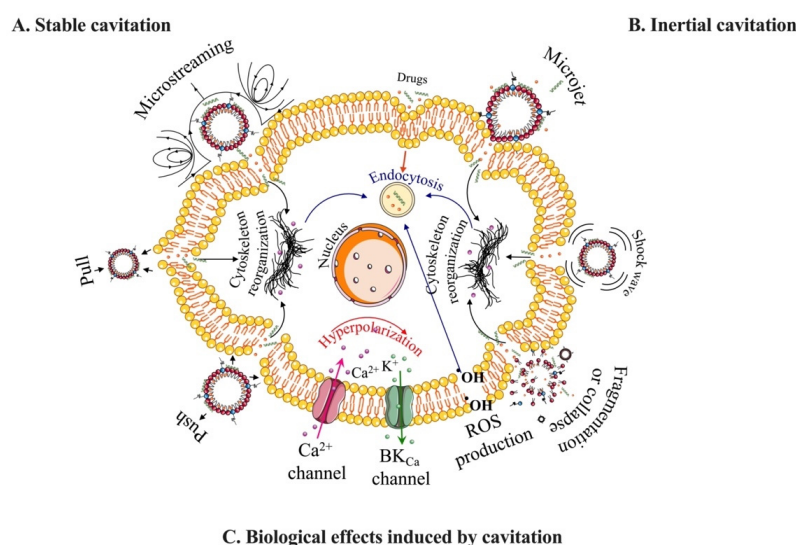 A. Stable cavitation
B. Inertial cavitation
Microstreaming
Drugs
Microjet
Endocytosis
Pull
Cytoskeleton
reorganization
Nucleus
Cytoskeleton
reorganization
Shock wave
Hyperpolarization
Ca2+
K+
OH
OH
Push
ROS
production
Fragmentation
or collapse
Ca2+
channel
BKCa
channel
C. Biological effects induced by cavitation